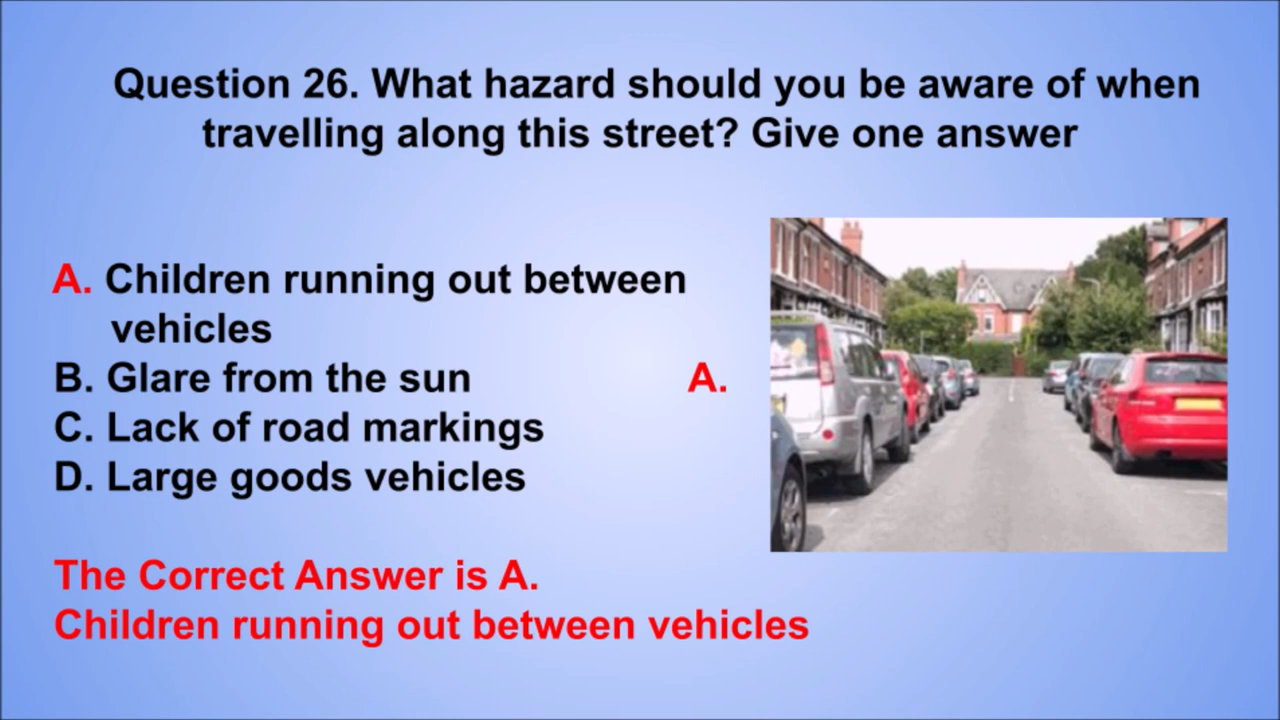 Question 26. What hazard should you be aware of when
travelling along this street? Give one answer
A. Children running out between
vehicles
B. Glare from the sun
A.
C. Lack of road markings
D. Large goods vehicles
The Correct Answer is A.
Children running out between vehicles